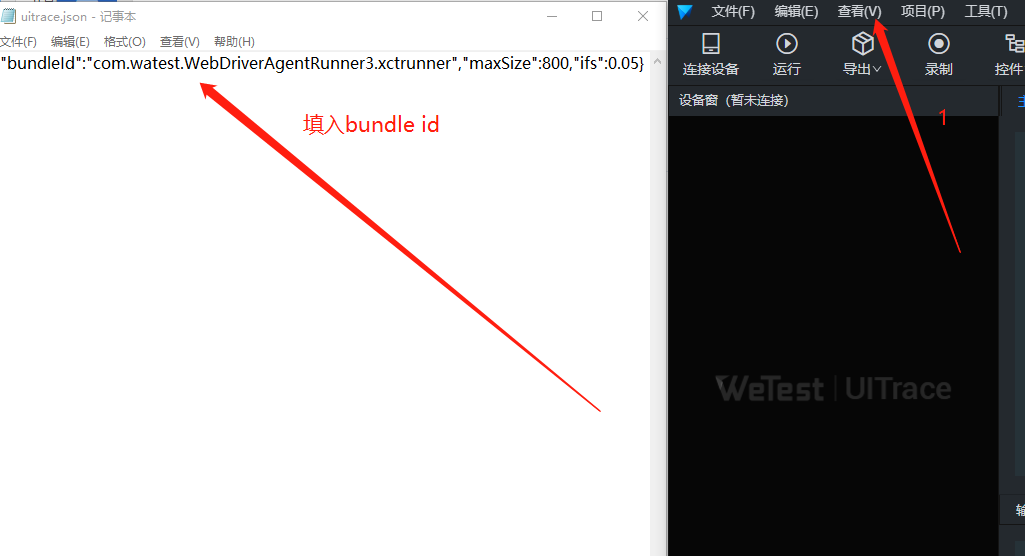 uitrace.json - 记事本
文件(F) 编辑(E) 格式(O) 查看(V) 帮助(H)
"bundleId":"com.watest.WebDriverAgentRunner3.xctrunner","maxSize":800,"ifs":0.05}
填入bundle id
文件(F) 编辑(E) 查看(V) 项目(P) 工具(T)
连接设备 运行 导出 录制 控件
设备窗（暂未连接）
1
WeTest | UITrace